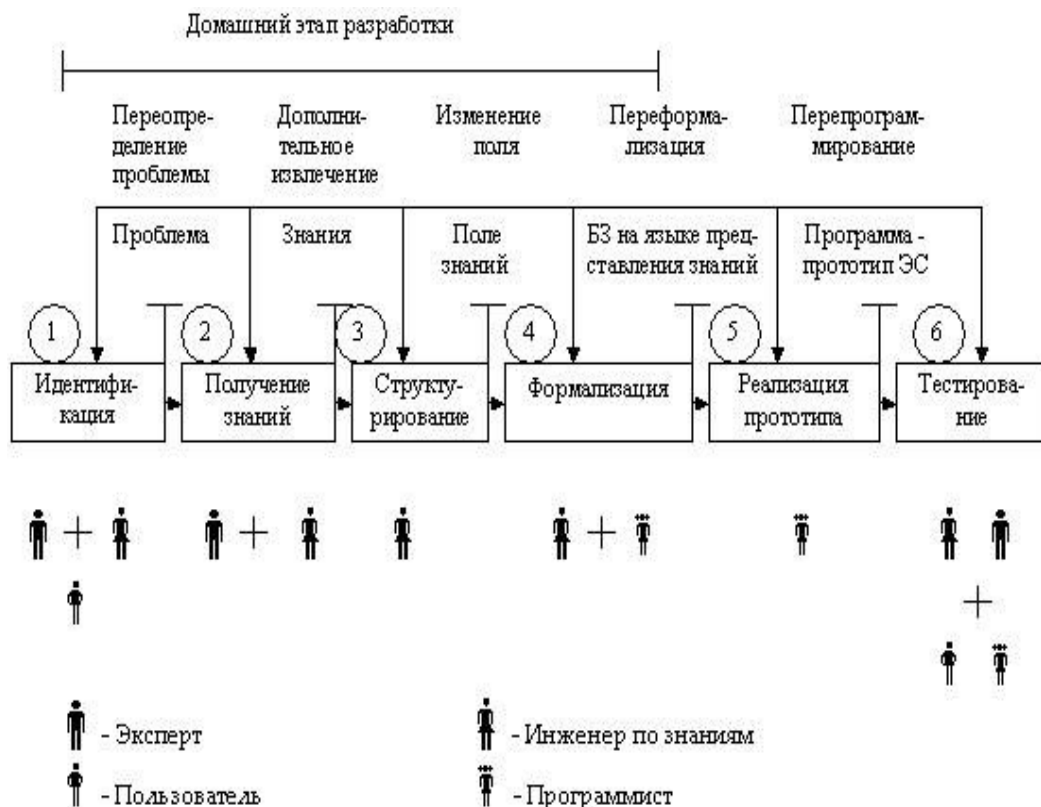 Домашний этап разработки
Переопре-
деление
проблемы
Дополни-
тельное
извлечение
Изменение
поля
Переформа-
лизация
Перепрограм-
мирование
Проблема
Знания
Поле
знаний
БЗ на языке пред-
ставления знаний
Программа -
прототип ЭС
1
2
3
4
5
6
Идентифи-
кация
Получение
знаний
Структу-
рирование
Формализация
Реализация
прототипа
Тестирова-
ние
- Эксперт
- Инженер по знаниям
- Пользователь
- Программист